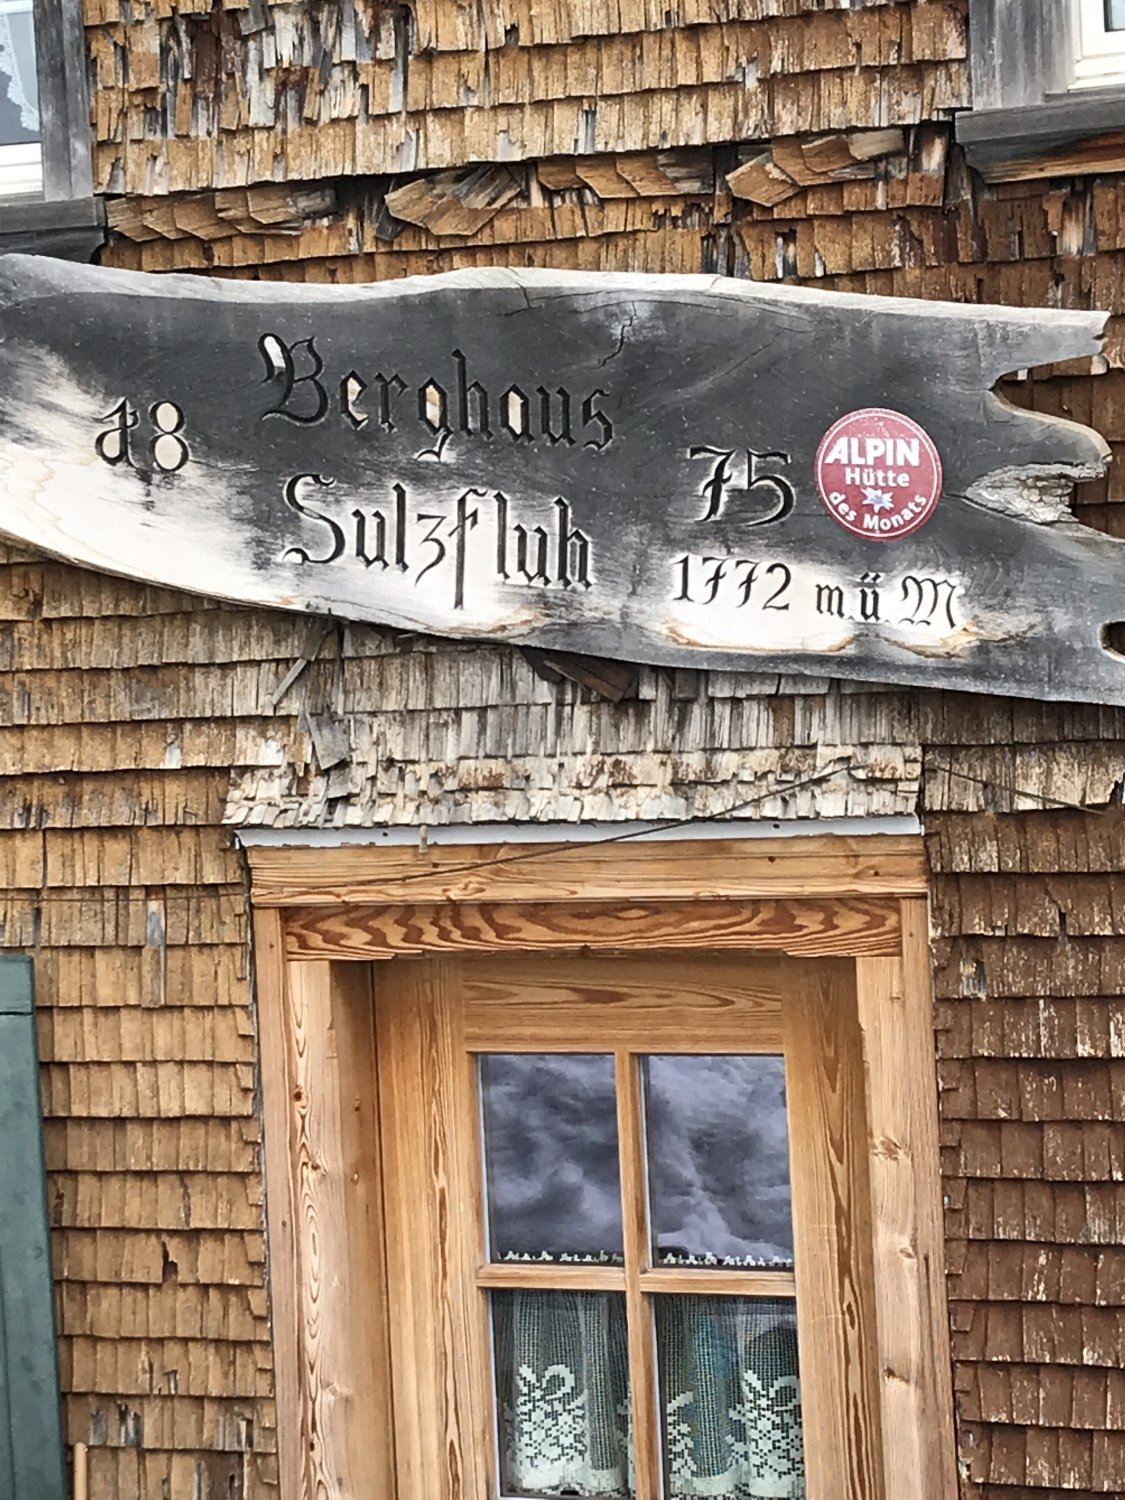 18
Berghaus
Sulzfluh
75
1772 m.ü.M
ALPIN
Hütte
des Monats